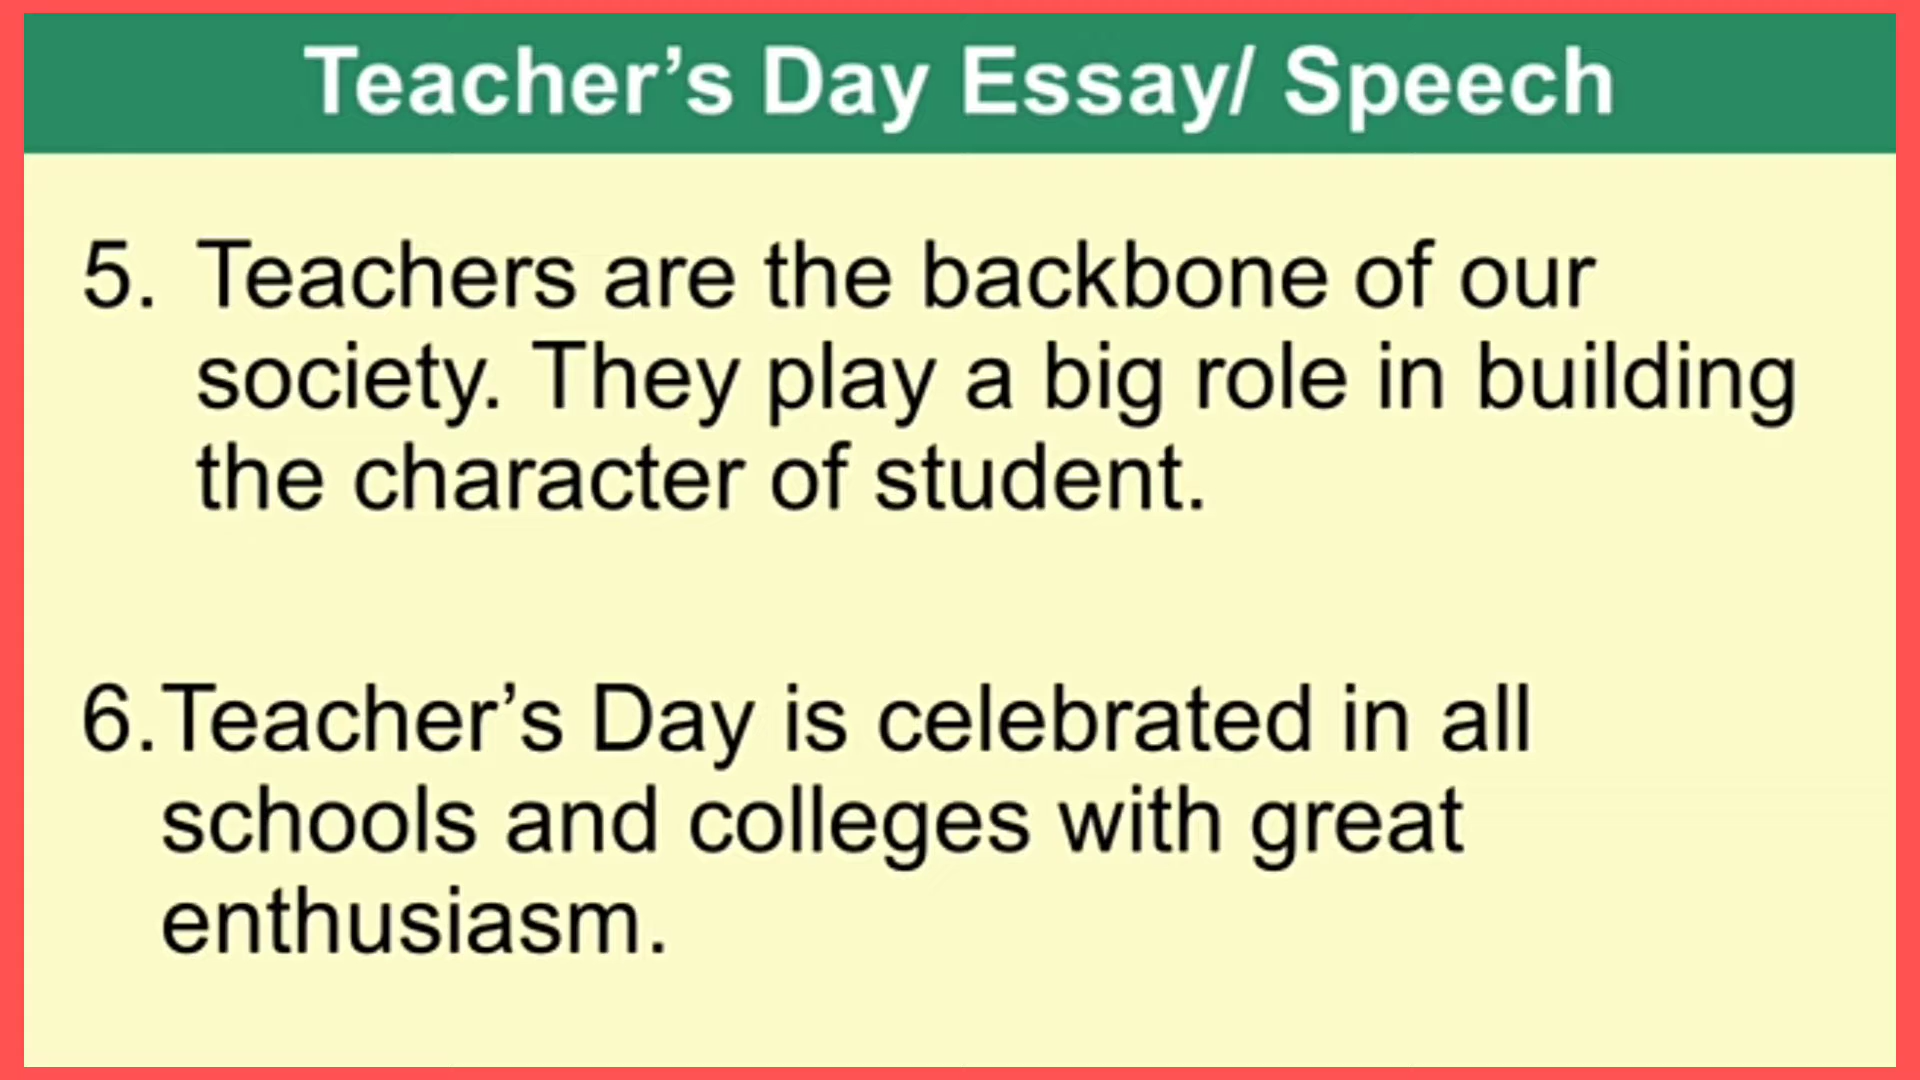 Teacher’s Day Essay/ Speech
5. Teachers are the backbone of our
society. They play a big role in building
the character of student.
6.Teacher’s Day is celebrated in all
schools and colleges with great
enthusiasm.